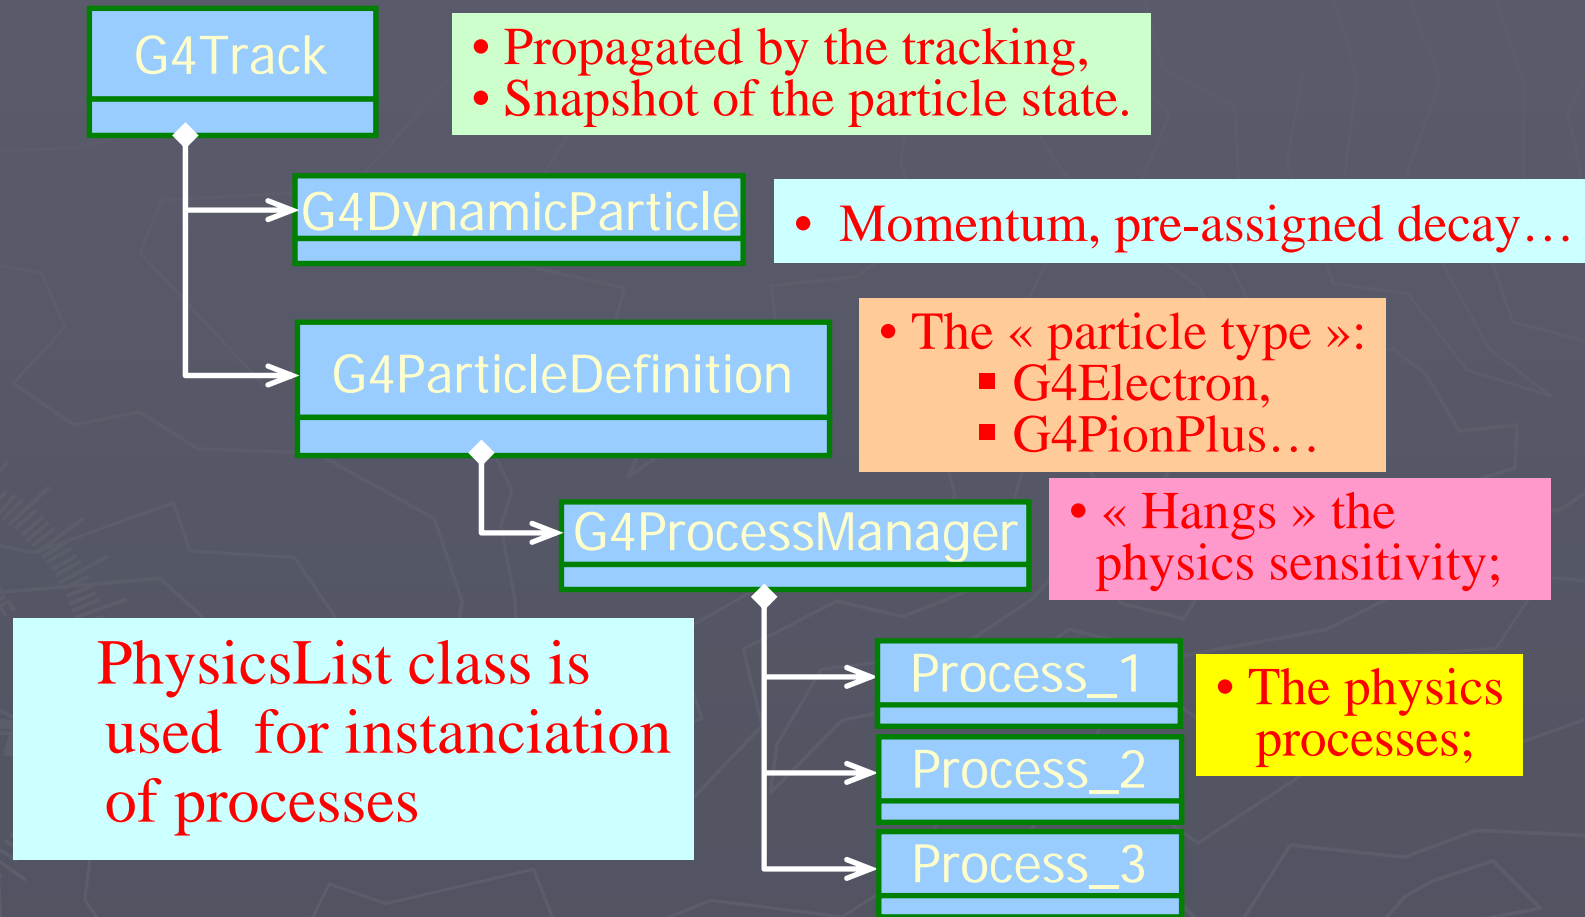 G4Track
• Propagated by the tracking,
• Snapshot of the particle state.
G4DynamicParticle
• Momentum, pre-assigned decay…
G4ParticleDefinition
• The « particle type »:
▪ G4Electron,
▪ G4PionPlus…
G4ProcessManager
• « Hangs » the
physics sensitivity;
PhysicsList class is
used for instanciation
of processes
Process_1
• The physics
processes;
Process_2
Process_3